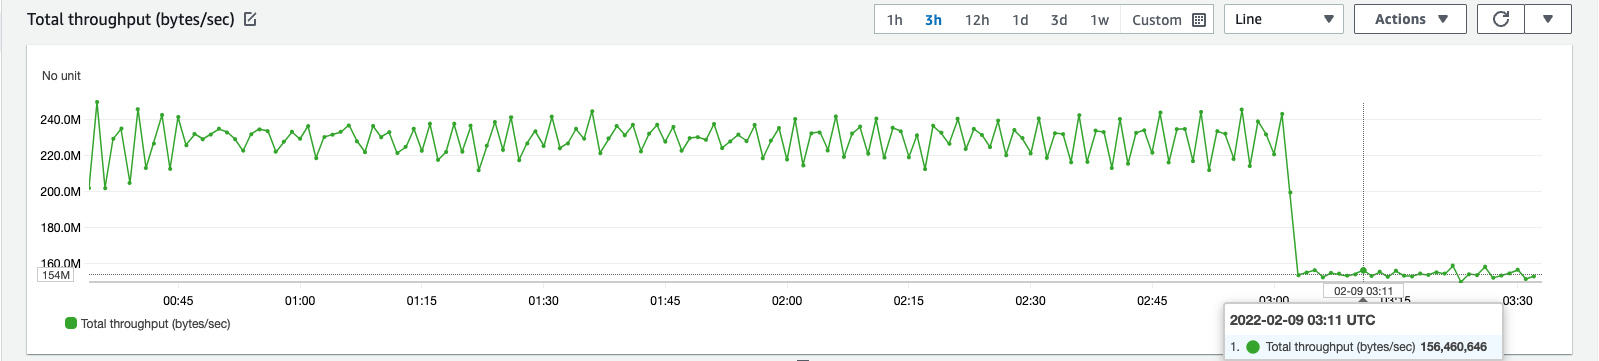 Total throughput (bytes/sec)
1h 3h 12h 1d 3d 1w Custom Line Actions
No unit
240.0M
220.0M
200.0M
180.0M
160.0M
154M
00:45 01:00 01:15 01:30 01:45 02:00 02:15 02:30 02:45 03:00 03:15 03:30
02-09 03:11
Total throughput (bytes/sec)
2022-02-09 03:11 UTC
1. Total throughput (bytes/sec) 156,460,646